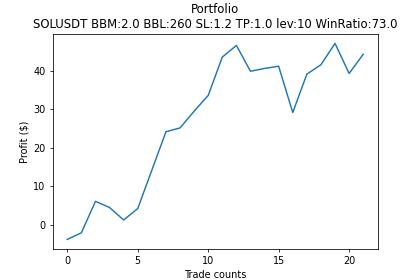 Portfolio
SOLUSDT BBM:2.0 BBL:260 SL:1.2 TP:1.0 lev:10 WinRatio:73.0
40
30
20
10
0
Profit ($)
0 5 10 15 20
Trade counts